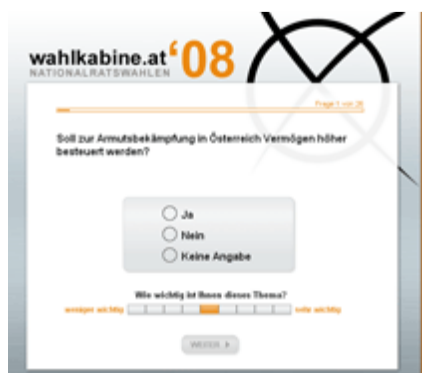 wahlkabine.at '08
NATIONALRATSWAHLEN
Frage 1 von 26
Soll zur Armutsbekämpfung in Österreich Vermögen höher
besteuert werden?
Ja
Nein
Keine Angabe
Wie wichtig ist Ihnen dieses Thema?
weniger wichtig sehr wichtig
WEITER